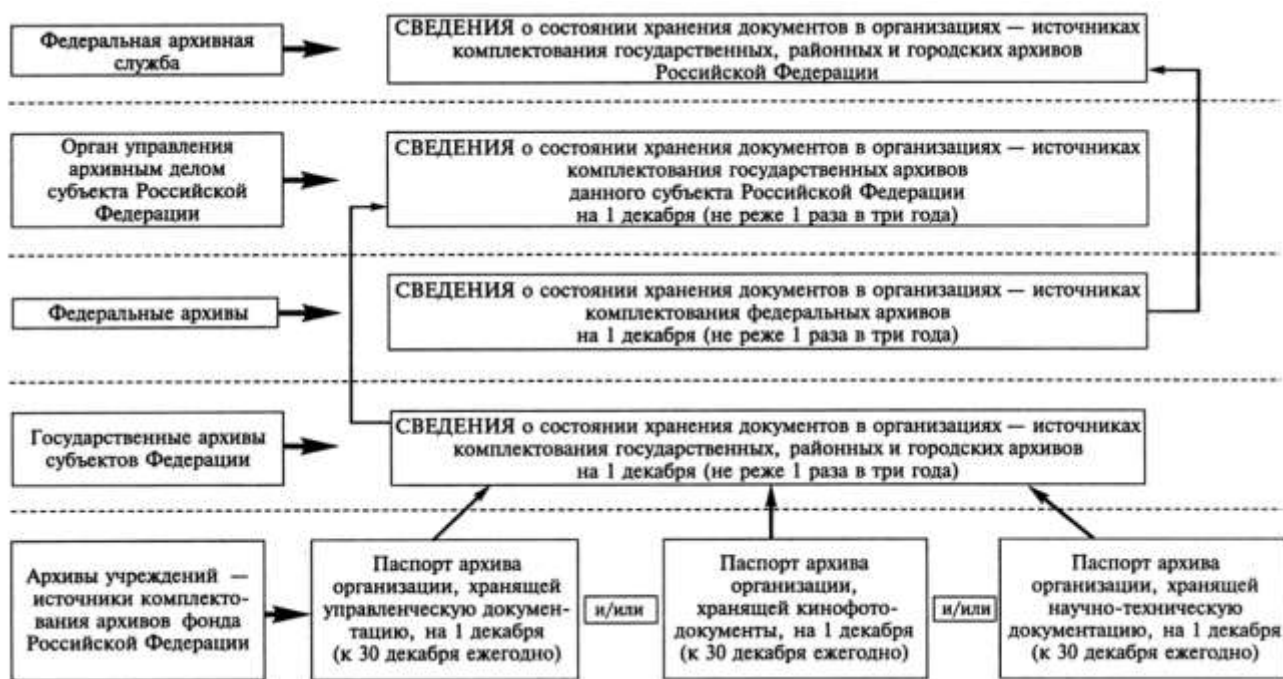 Федеральная архивная
служба
СВЕДЕНИЯ о состоянии хранения документов в организациях — источниках
комплектования государственных, районных и городских архивов
Российской Федерации
Орган управления
архивным делом
субъекта Российской
Федерации
СВЕДЕНИЯ о состоянии хранения документов в организациях — источниках
комплектования государственных архивов
данного субъекта Российской Федерации
на 1 декабря (не реже 1 раза в три года)
Федеральные архивы
СВЕДЕНИЯ о состоянии хранения документов в организациях — источниках
комплектования федеральных архивов
на 1 декабря (не реже 1 раза в три года)
Государственные архивы
субъектов Федерации
СВЕДЕНИЯ о состоянии хранения документов в организациях — источниках
комплектования государственных, районных и городских архивов
на 1 декабря (не реже 1 раза в три года)
Архивы учреждений —
источники комплекто-
вания архивов фонда
Российской Федерации
Паспорт архива
организации, хранящей
управленческую докумен-
тацию, на 1 декабря
(к 30 декабря ежегодно)
и/или
Паспорт архива
организации,
хранящей кинофото-
документы, на 1 декабря
(к 30 декабря ежегодно)
и/или
Паспорт архива
организации, хранящей
научно-техническую
документацию, на 1 декабря
(к 30 декабря ежегодно)